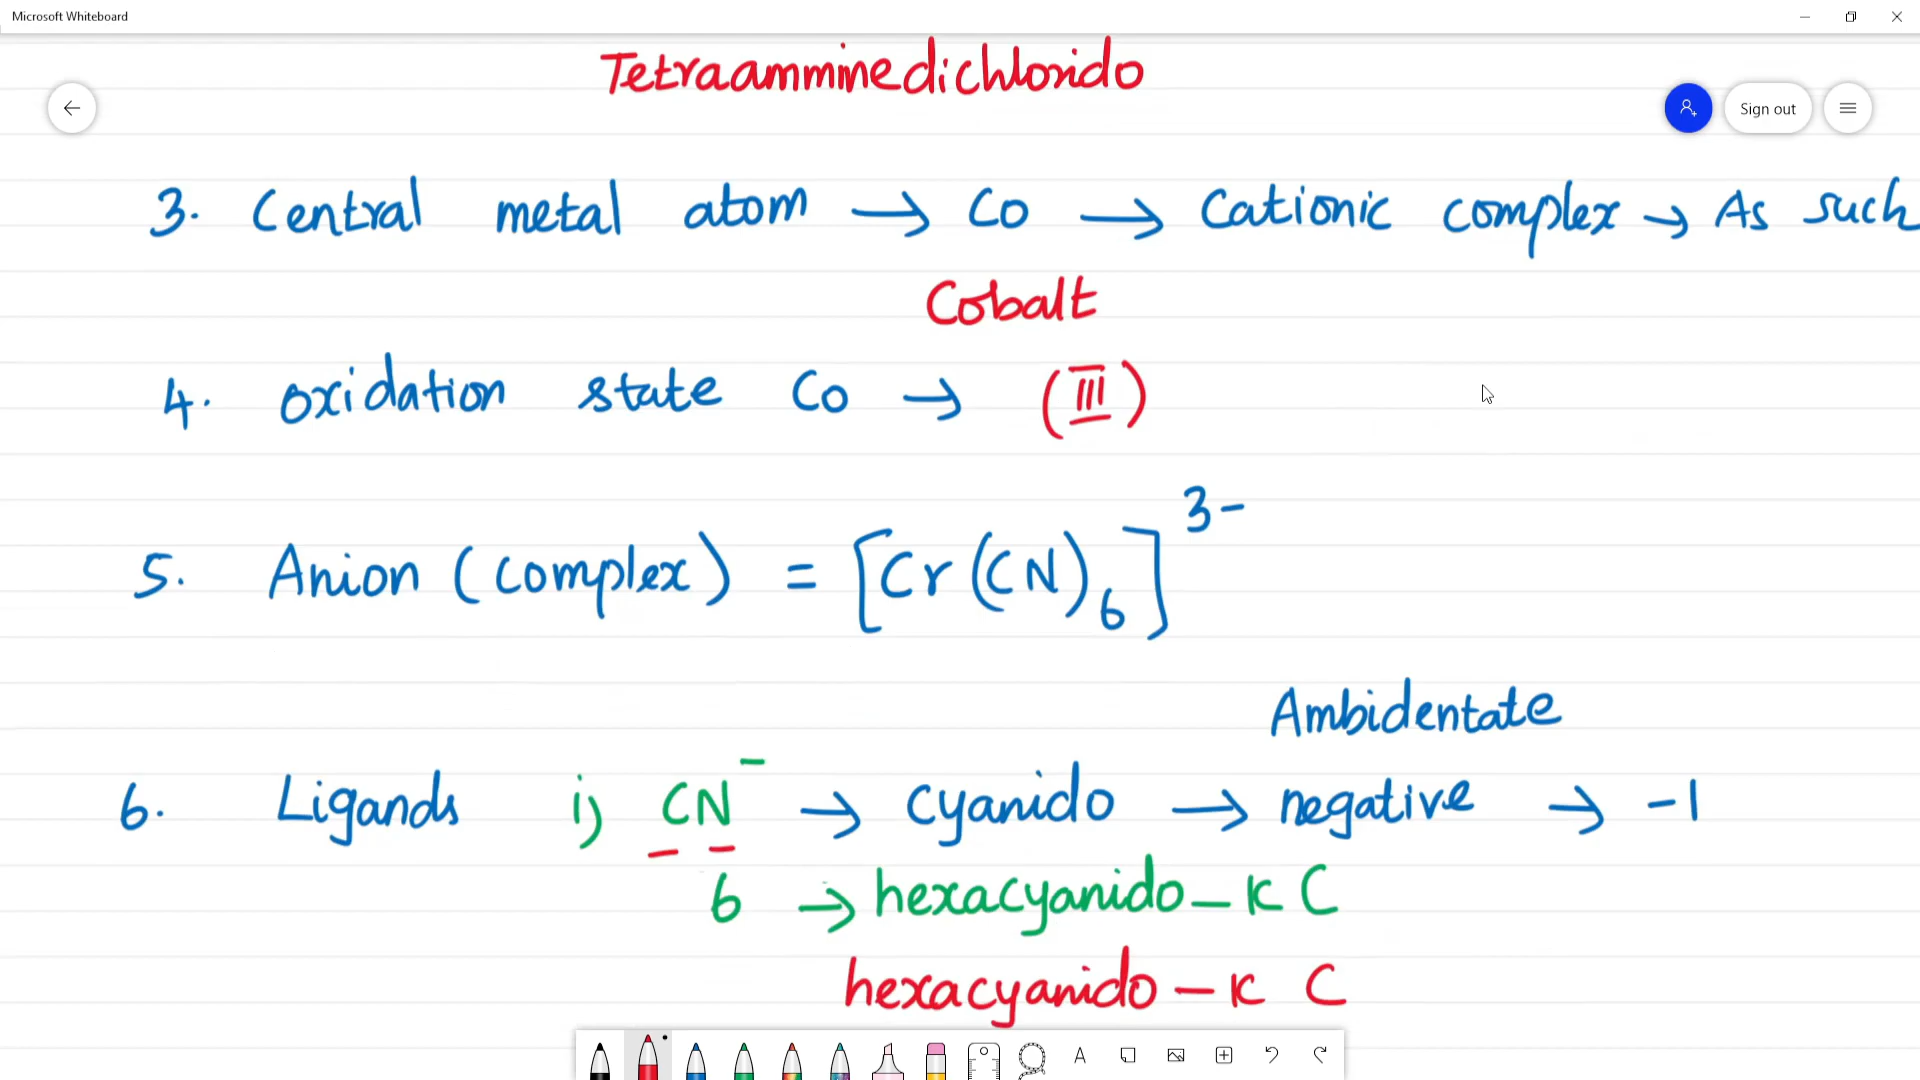 Microsoft Whiteboard
Tetraamminedichlorido
Sign out
3. Central metal atom → Co → Cationic complex → As such
Cobalt
4. oxidation state Co → (III)
5. Anion (complex) = [Cr(CN)₆]³⁻
Ambidentate
6. Ligands i) CN⁻ → cyanido → negative → -1
6 → hexacyanido - κ C
hexacyanido - κ C